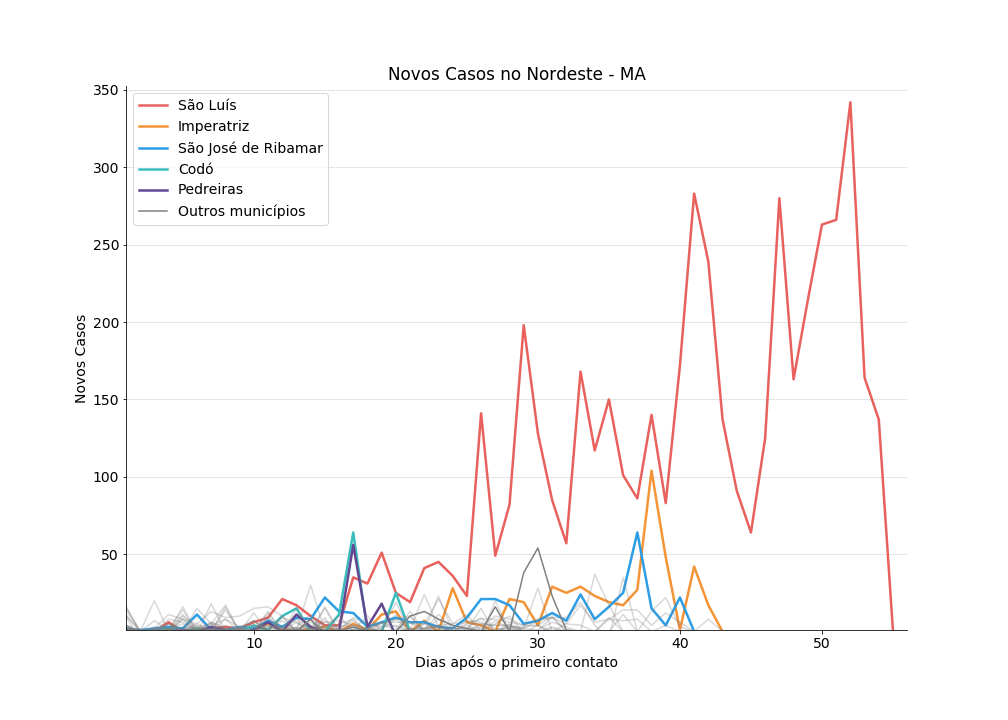 Novos Casos no Nordeste - MA
São Luís
Imperatriz
São José de Ribamar
Codó
Pedreiras
Outros municípios
350
300
250
200
150
100
50
Novos Casos
10 20 30 40 50
Dias após o primeiro contato